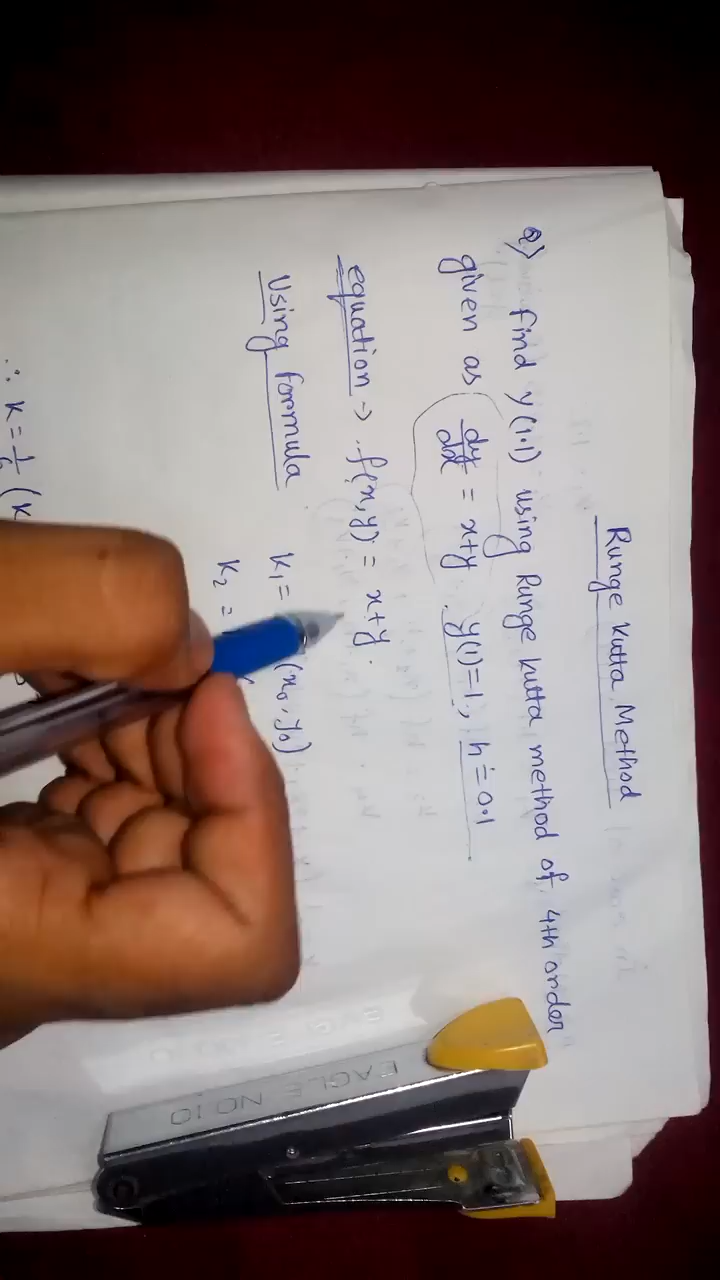 Runge Kutta Method
Q) find y(1.1) using Runge kutta method of 4th order
given as dy/dx = x+y y(1)=1, h=0.1
equation → f(x,y) = x+y.
Using formula
K1 = (x0, y0)
K2 =
∴ K = 1/6 (K
EAGLE NO 10